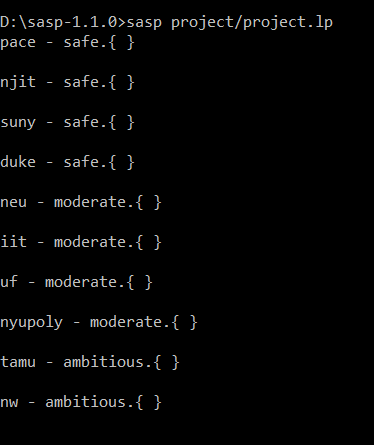 D:\sasp-1.1.0>sasp project/project.lp
pace - safe.{ }
njit - safe.{ }
suny - safe.{ }
duke - safe.{ }
neu - moderate.{ }
iit - moderate.{ }
uf - moderate.{ }
nyupoly - moderate.{ }
tamu - ambitious.{ }
nw - ambitious.{ }